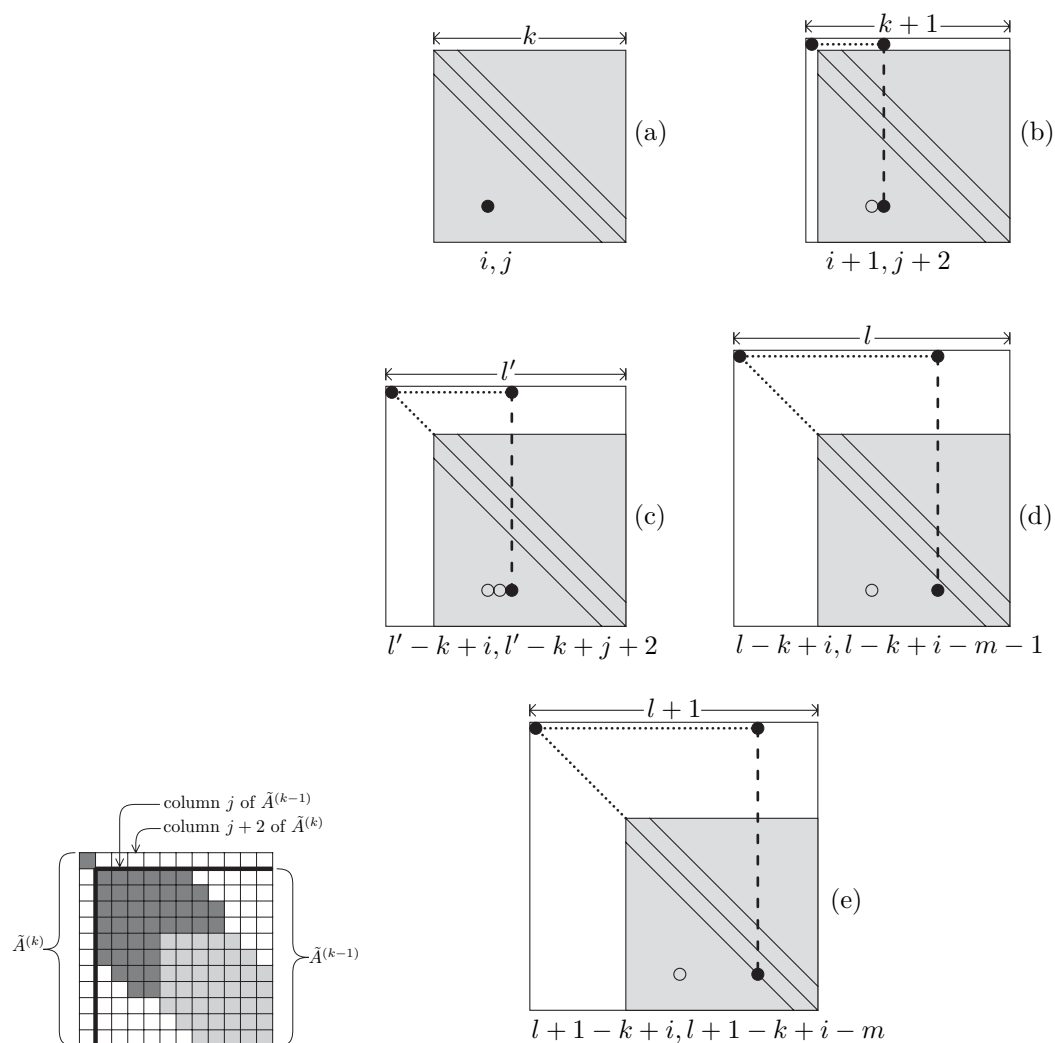 k
(a)
i, j
k + 1
(b)
i + 1, j + 2
l′
(c)
l′ − k + i, l′ − k + j + 2
l
(d)
l − k + i, l − k + i − m − 1
l + 1
(e)
l + 1 − k + i, l + 1 − k + i − m
column j of Ã^(k−1)
column j + 2 of Ã^(k)
Ã^(k)
Ã^(k−1)